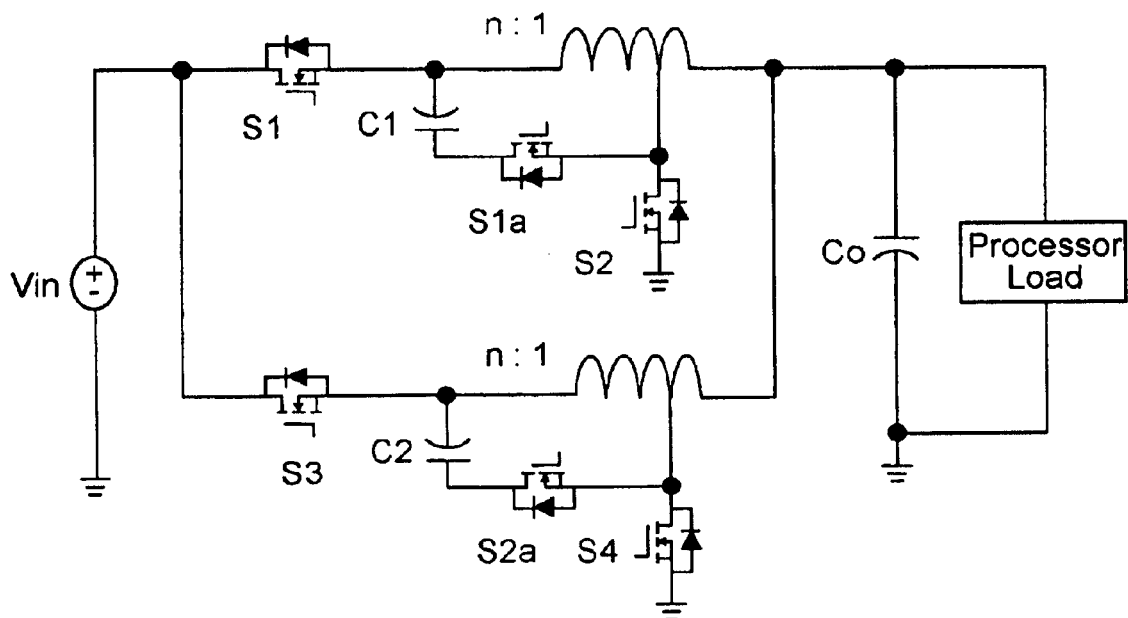 n : 1
S1
C1
S1a
S2
Vin
+
-
Co
Processor
Load
n : 1
S3
C2
S2a
S4